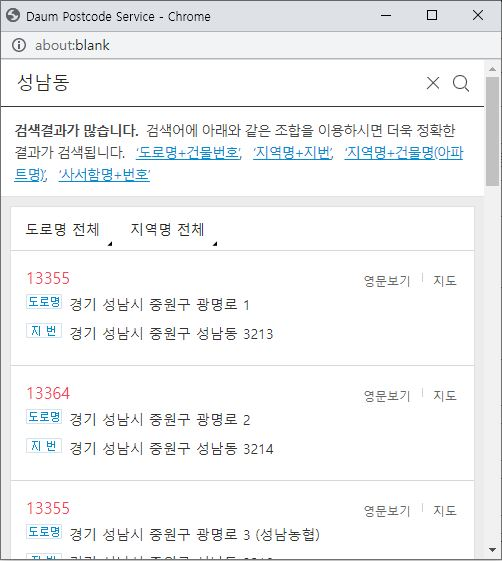 Daum Postcode Service - Chrome
about:blank
성남동
검색결과가 많습니다. 검색어에 아래와 같은 조합을 이용하시면 더욱 정확한
결과가 검색됩니다. '도로명+건물번호', '지역명+지번', '지역명+건물명(아파
트명)', '사서함명+번호'
도로명 전체 지역명 전체
13355 영문보기 지도
도로명 경기 성남시 중원구 광명로 1
지 번 경기 성남시 중원구 성남동 3213
13364 영문보기 지도
도로명 경기 성남시 중원구 광명로 2
지 번 경기 성남시 중원구 성남동 3214
13355 영문보기 지도
도로명 경기 성남시 중원구 광명로 3 (성남농협)